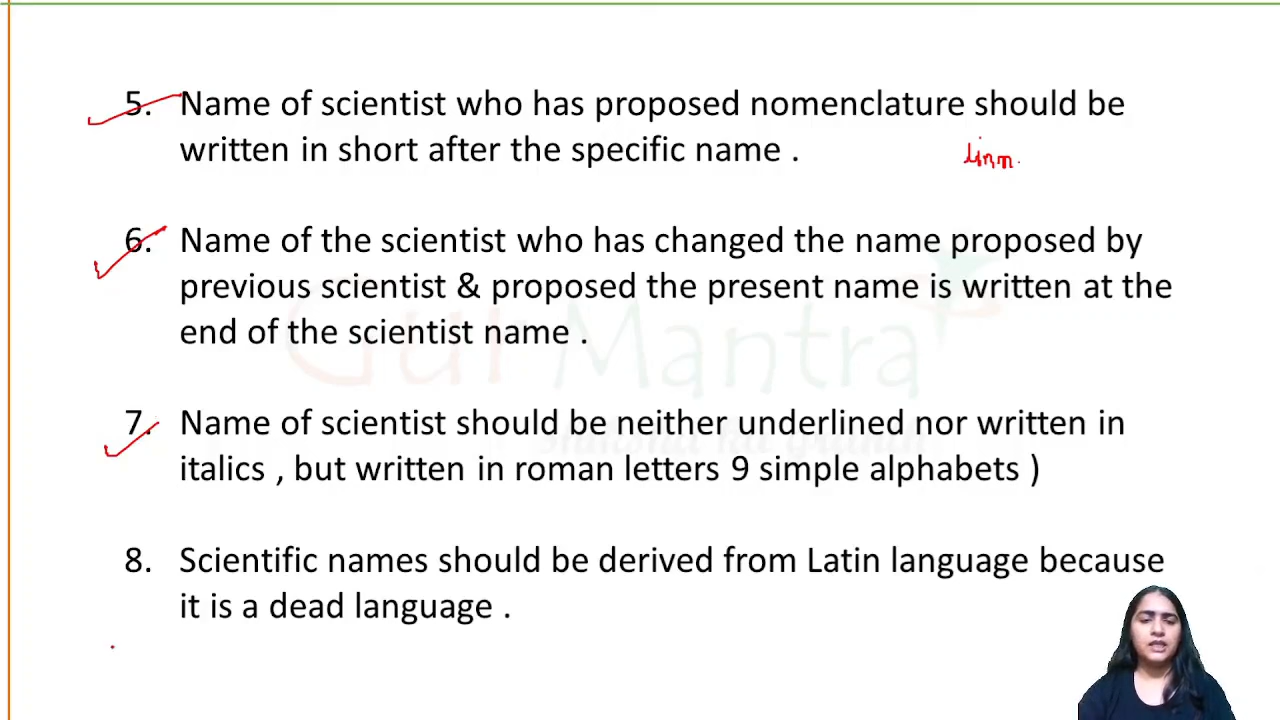 5. Name of scientist who has proposed nomenclature should be
written in short after the specific name .
Linn.
6. Name of the scientist who has changed the name proposed by
previous scientist & proposed the present name is written at the
end of the scientist name .
Gur Mantra
7. Name of scientist should be neither underlined nor written in
italics , but written in roman letters 9 simple alphabets )
8. Scientific names should be derived from Latin language because
it is a dead language .